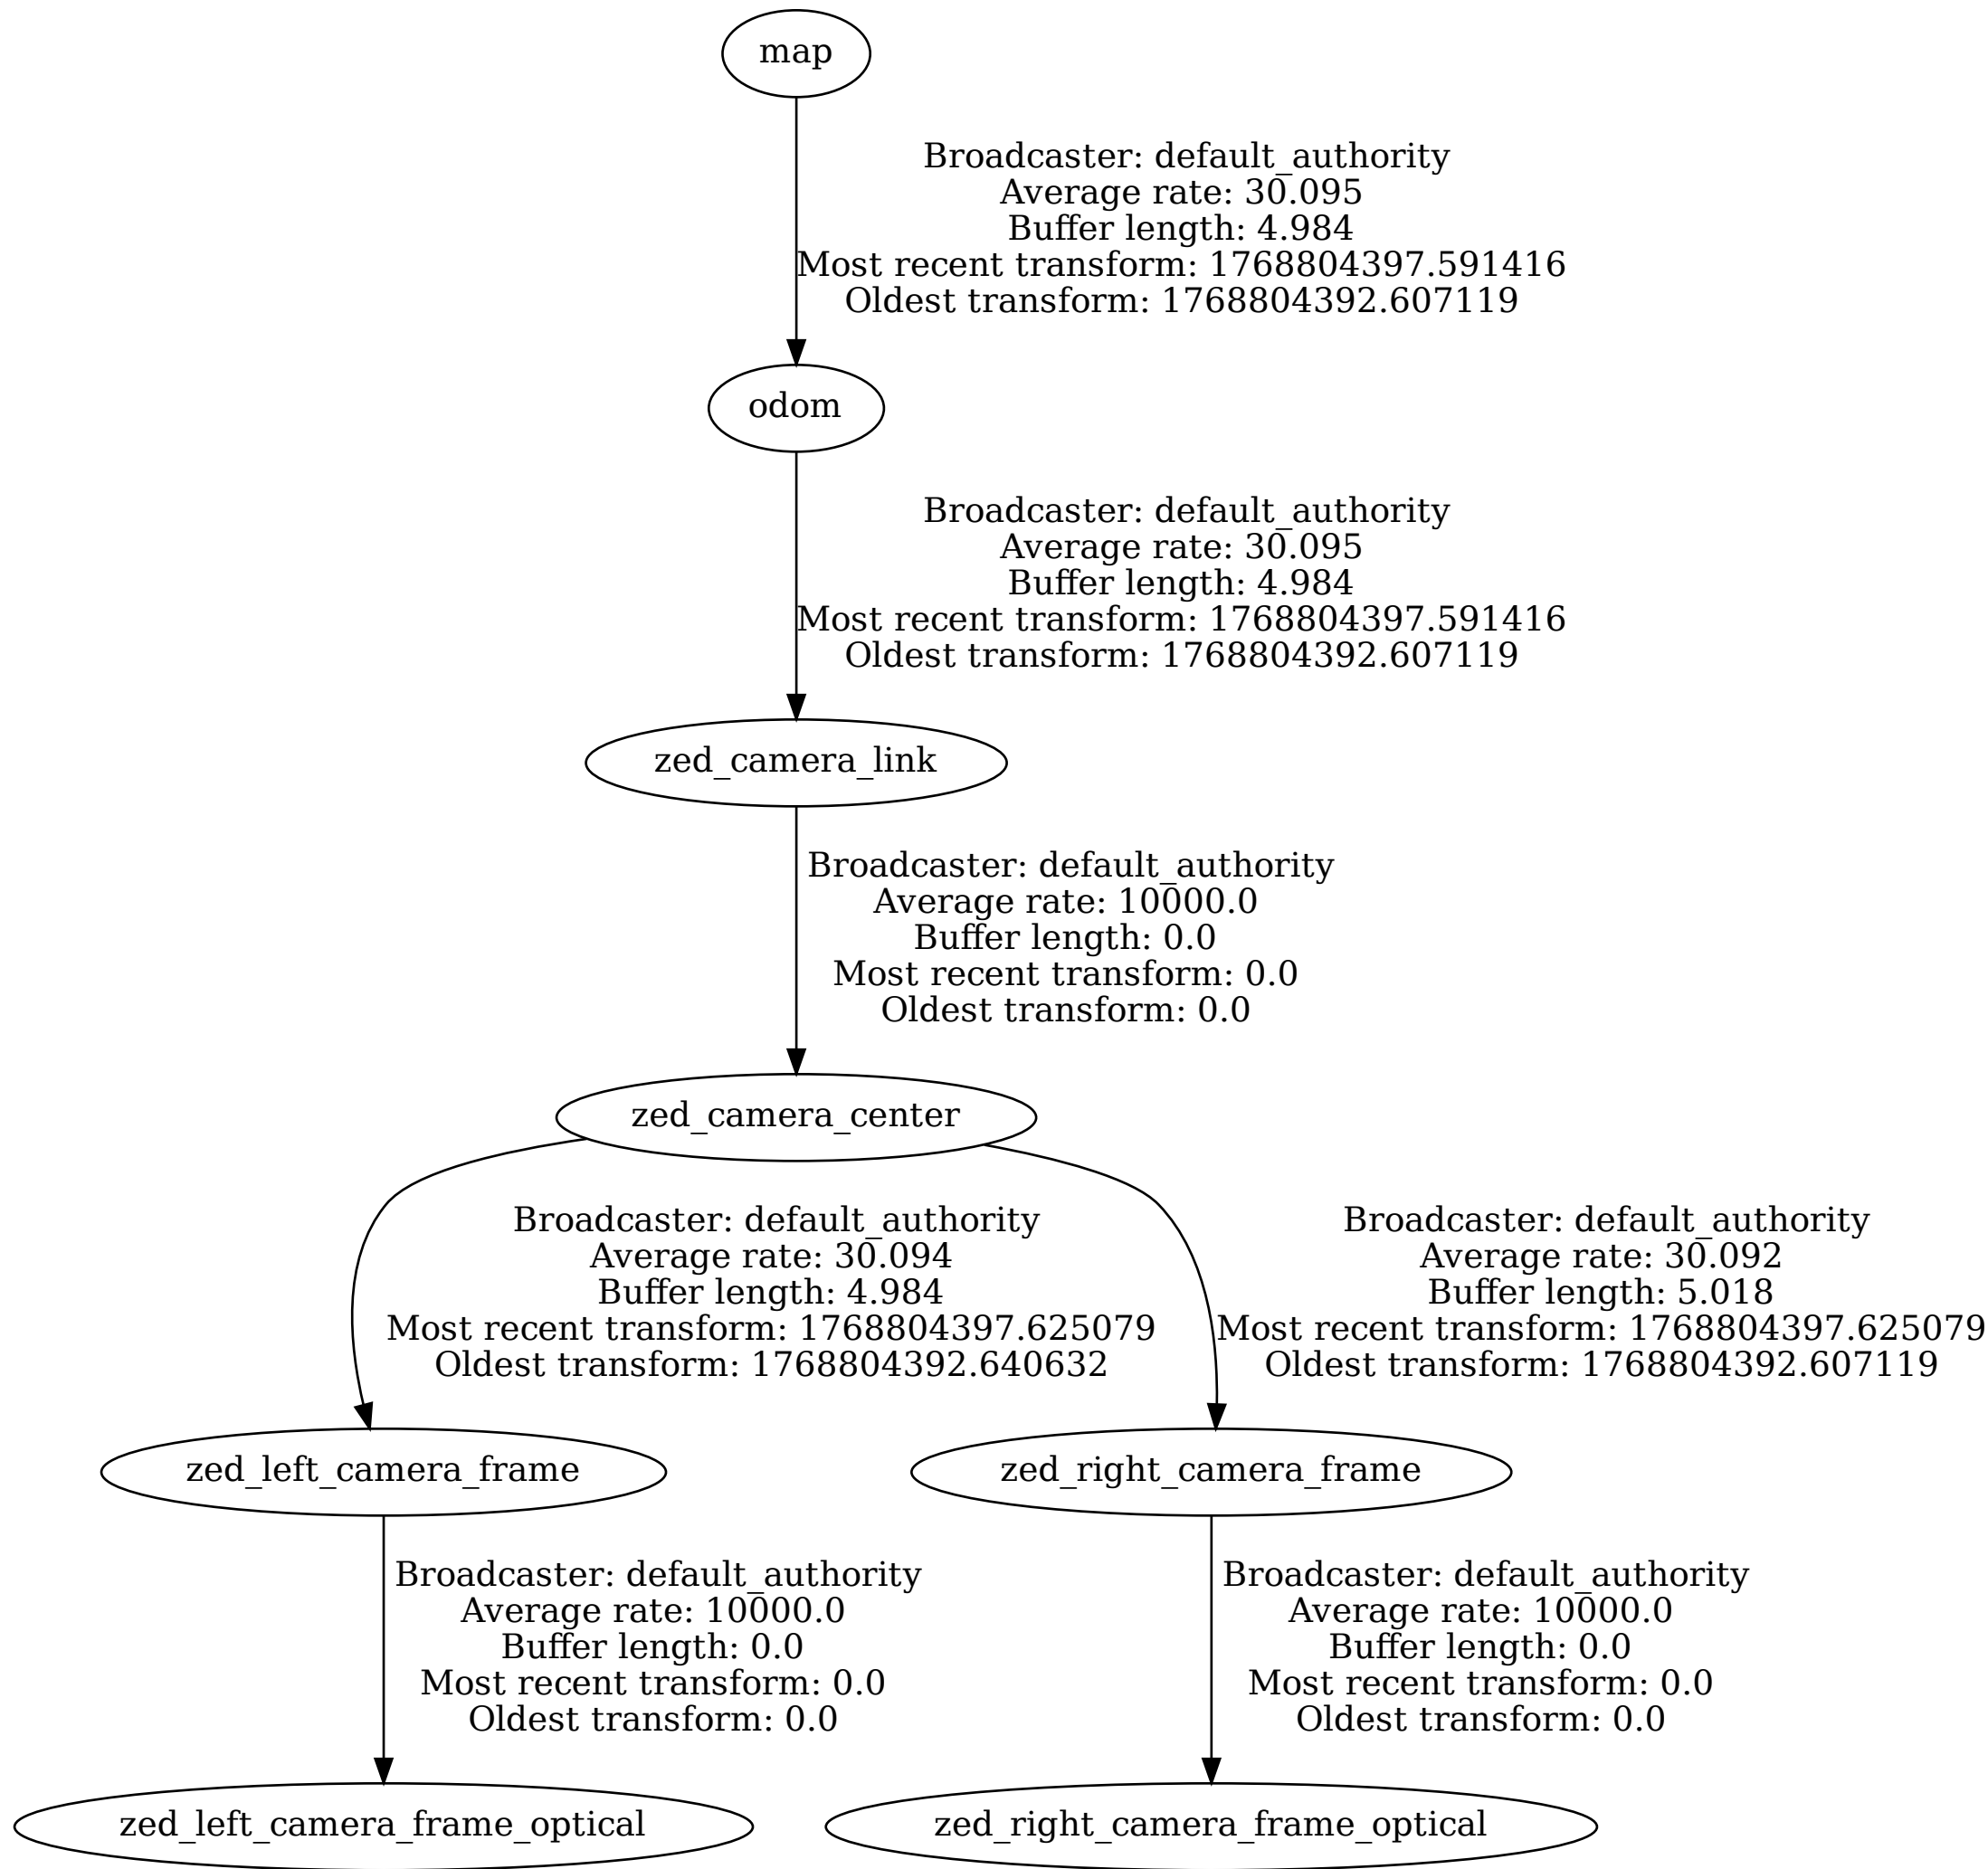 map
Broadcaster: default_authority
Average rate: 30.095
Buffer length: 4.984
Most recent transform: 1768804397.591416
Oldest transform: 1768804392.607119
odom
Broadcaster: default_authority
Average rate: 30.095
Buffer length: 4.984
Most recent transform: 1768804397.591416
Oldest transform: 1768804392.607119
zed_camera_link
Broadcaster: default_authority
Average rate: 10000.0
Buffer length: 0.0
Most recent transform: 0.0
Oldest transform: 0.0
zed_camera_center
Broadcaster: default_authority
Average rate: 30.094
Buffer length: 4.984
Most recent transform: 1768804397.625079
Oldest transform: 1768804392.640632
Broadcaster: default_authority
Average rate: 30.092
Buffer length: 5.018
Most recent transform: 1768804397.625079
Oldest transform: 1768804392.607119
zed_left_camera_frame
zed_right_camera_frame
Broadcaster: default_authority
Average rate: 10000.0
Buffer length: 0.0
Most recent transform: 0.0
Oldest transform: 0.0
Broadcaster: default_authority
Average rate: 10000.0
Buffer length: 0.0
Most recent transform: 0.0
Oldest transform: 0.0
zed_left_camera_frame_optical
zed_right_camera_frame_optical